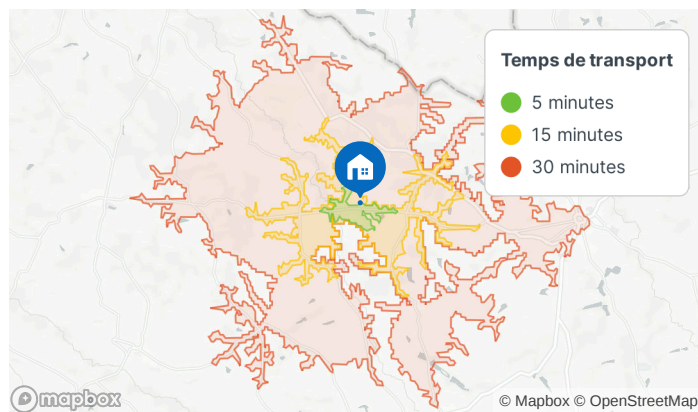 Temps de transport
5 minutes
15 minutes
30 minutes
mapbox
© Mapbox © OpenStreetMap